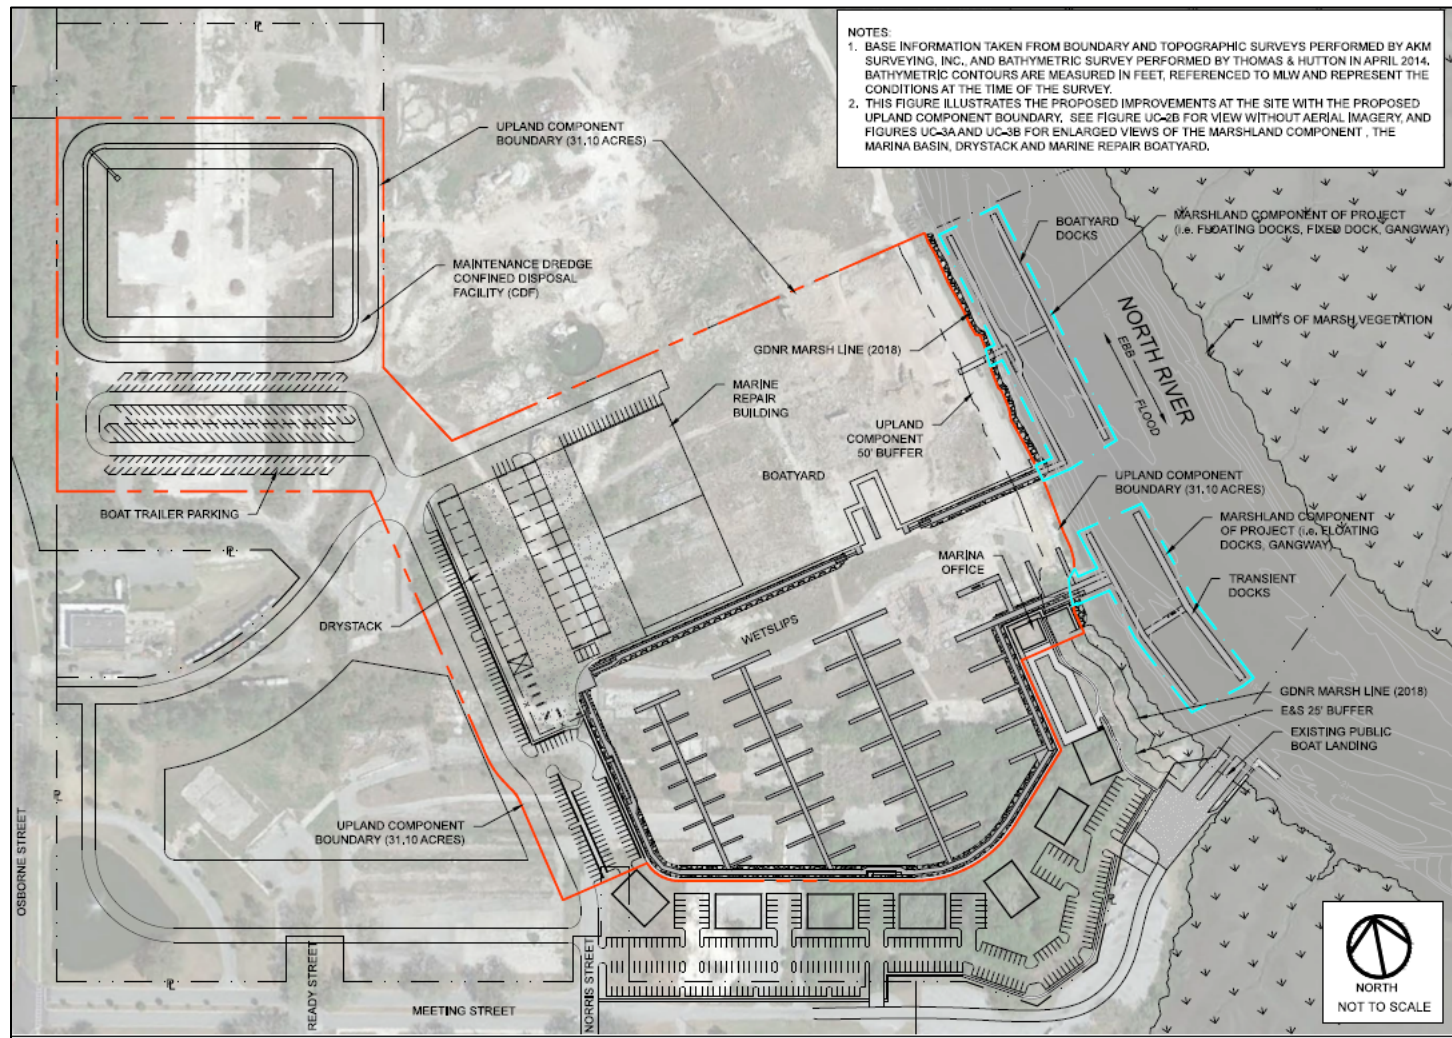 NOTES:
1. BASE INFORMATION TAKEN FROM BOUNDARY AND TOPOGRAPHIC SURVEYS PERFORMED BY AKM
SURVEYING, INC., AND BATHYMETRIC SURVEY PERFORMED BY THOMAS & HUTTON IN APRIL 2014.
BATHYMETRIC CONTOURS ARE MEASURED IN FEET, REFERENCED TO MLW AND REPRESENT THE
CONDITIONS AT THE TIME OF THE SURVEY.
2. THIS FIGURE ILLUSTRATES THE PROPOSED IMPROVEMENTS AT THE SITE WITH THE PROPOSED
UPLAND COMPONENT BOUNDARY. SEE FIGURE UC-2B FOR VIEW WITHOUT AERIAL IMAGERY, AND
FIGURES UC-3A AND UC-3B FOR ENLARGED VIEWS OF THE MARSHLAND COMPONENT , THE
MARINA BASIN, DRYSTACK AND MARINE REPAIR BOATYARD.
PL
UPLAND COMPONENT
BOUNDARY (31.10 ACRES)
MAINTENANCE DREDGE
CONFINED DISPOSAL
FACILITY (CDF)
BOATYARD
DOCKS
MARSHLAND COMPONENT OF PROJECT
(i.e. FLOATING DOCKS, FIXED DOCK, GANGWAY)
NORTH RIVER
EBB
FLOOD
LIMITS OF MARSH VEGETATION
GDNR MARSH LINE (2018)
MARINE
REPAIR
BUILDING
UPLAND
COMPONENT
50' BUFFER
BOATYARD
UPLAND COMPONENT
BOUNDARY (31.10 ACRES)
BOAT TRAILER PARKING
MARSHLAND COMPONENT
OF PROJECT (i.e. FLOATING
DOCKS, GANGWAY)
PL
MARINA
OFFICE
TRANSIENT
DOCKS
DRYSTACK
WETSLIPS
GDNR MARSH LINE (2018)
E&S 25' BUFFER
EXISTING PUBLIC
BOAT LANDING
PL
UPLAND COMPONENT
BOUNDARY (31.10 ACRES)
OSBORNE STREET
PL
PL
READY STREET
MEETING STREET
NORRIS STREET
NORTH
NOT TO SCALE